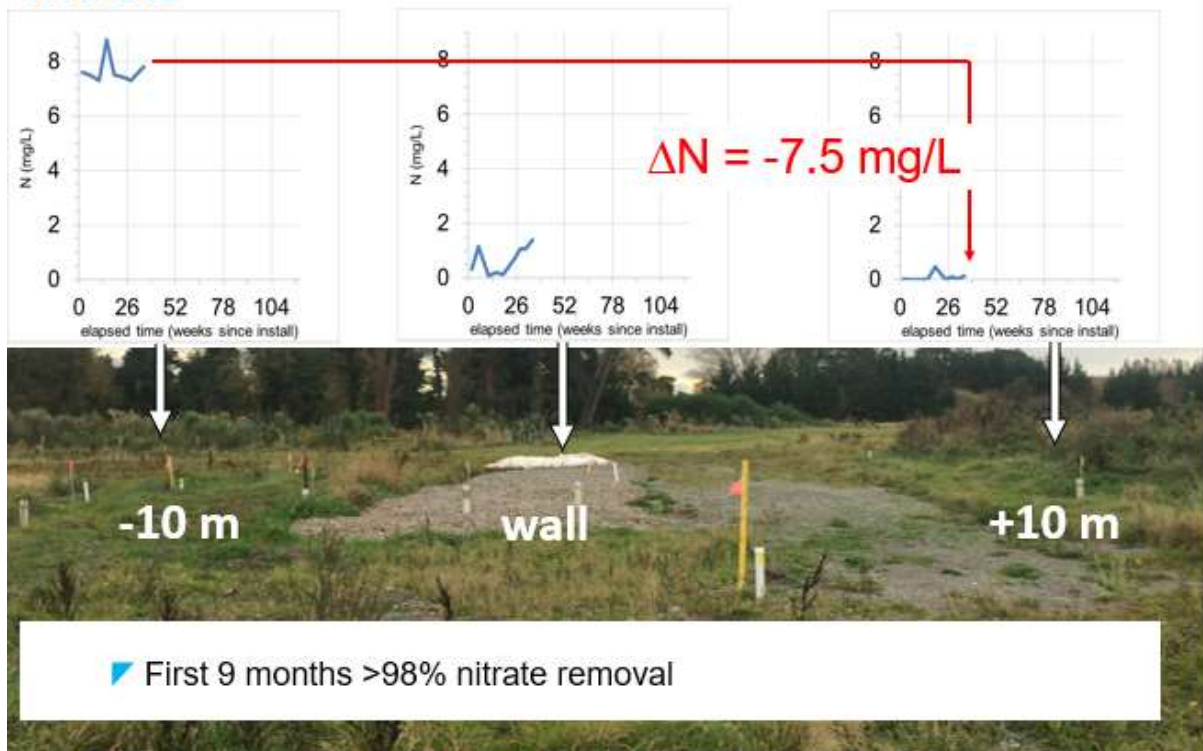 8
6
4
2
0
N (mg/L)
0 26 52 78 104
elapsed time (weeks since install)
8
6
4
2
0
N (mg/L)
0 26 52 78 104
elapsed time (weeks since install)
8
6
2
0
0 26 52 78 104
elapsed time (weeks since install)
ΔN = -7.5 mg/L
-10 m
wall
+10 m
First 9 months >98% nitrate removal